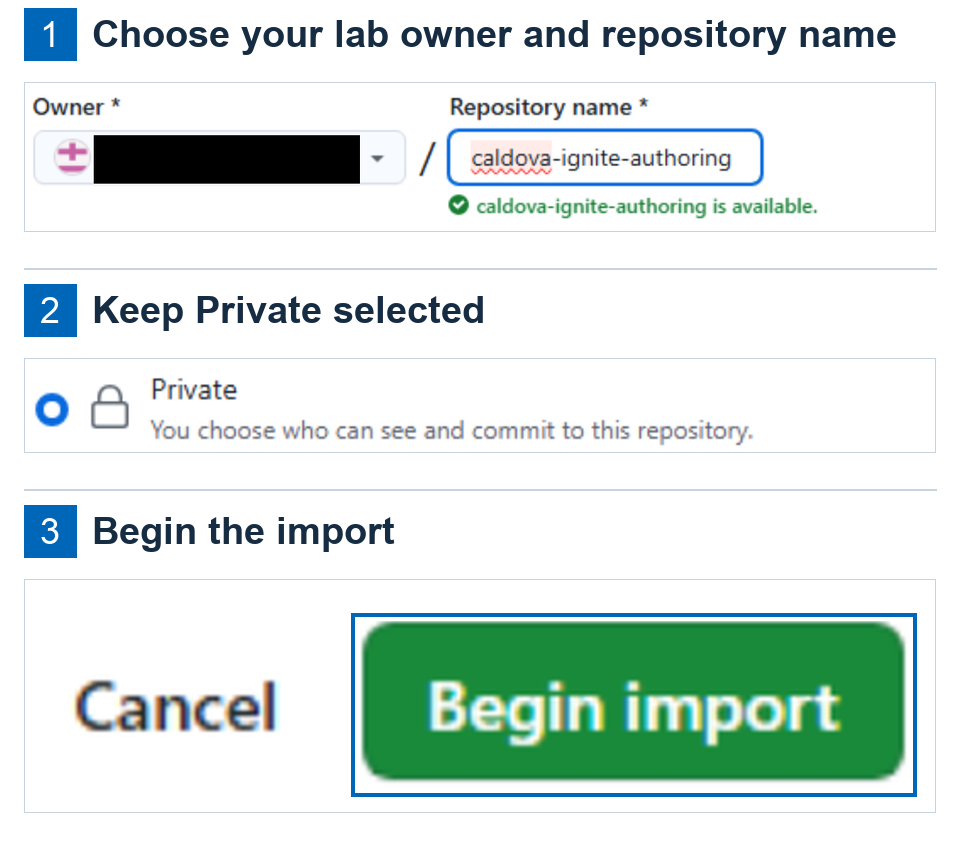 1 Choose your lab owner and repository name
Owner * Repository name *
/ caldova-ignite-authoring
caldova-ignite-authoring is available.
2 Keep Private selected
Private
You choose who can see and commit to this repository.
3 Begin the import
Cancel Begin import